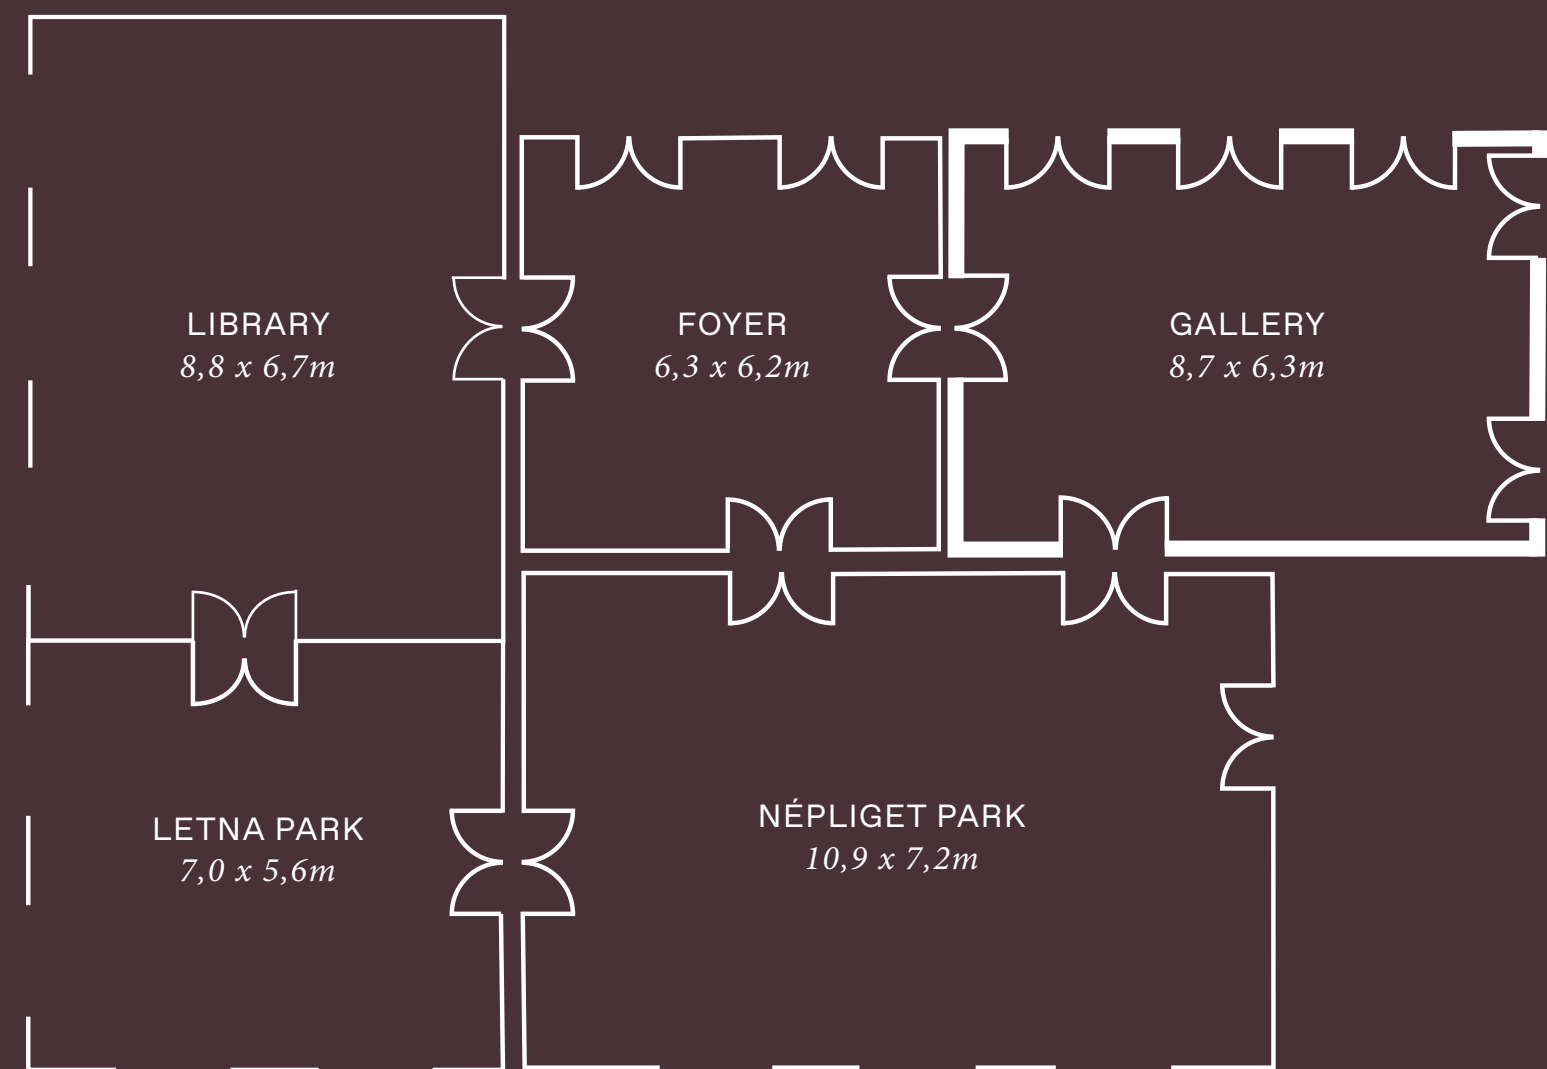 LIBRARY
8,8 x 6,7m
FOYER
6,3 x 6,2m
GALLERY
8,7 x 6,3m
LETNA PARK
7,0 x 5,6m
NÉPLIGET PARK
10,9 x 7,2m